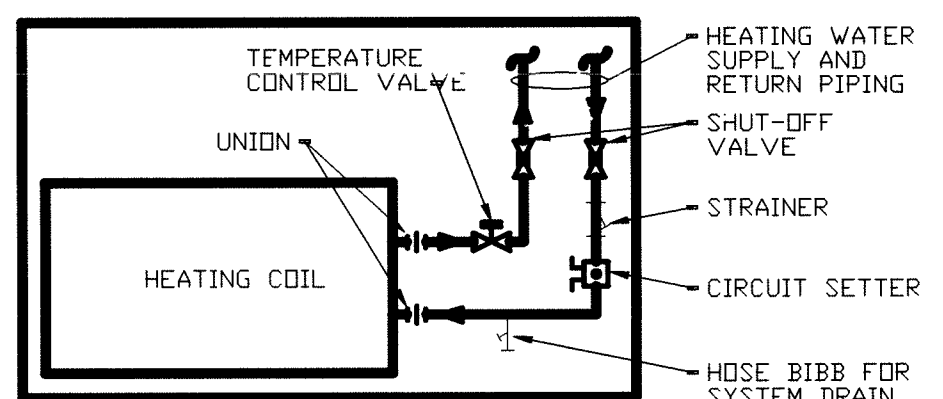 TEMPERATURE
CONTROL VALVE
HEATING WATER
SUPPLY AND
RETURN PIPING
SHUT-OFF
VALVE
UNION
STRAINER
HEATING COIL
CIRCUIT SETTER
HOSE BIBB FOR
SYSTEM DRAIN